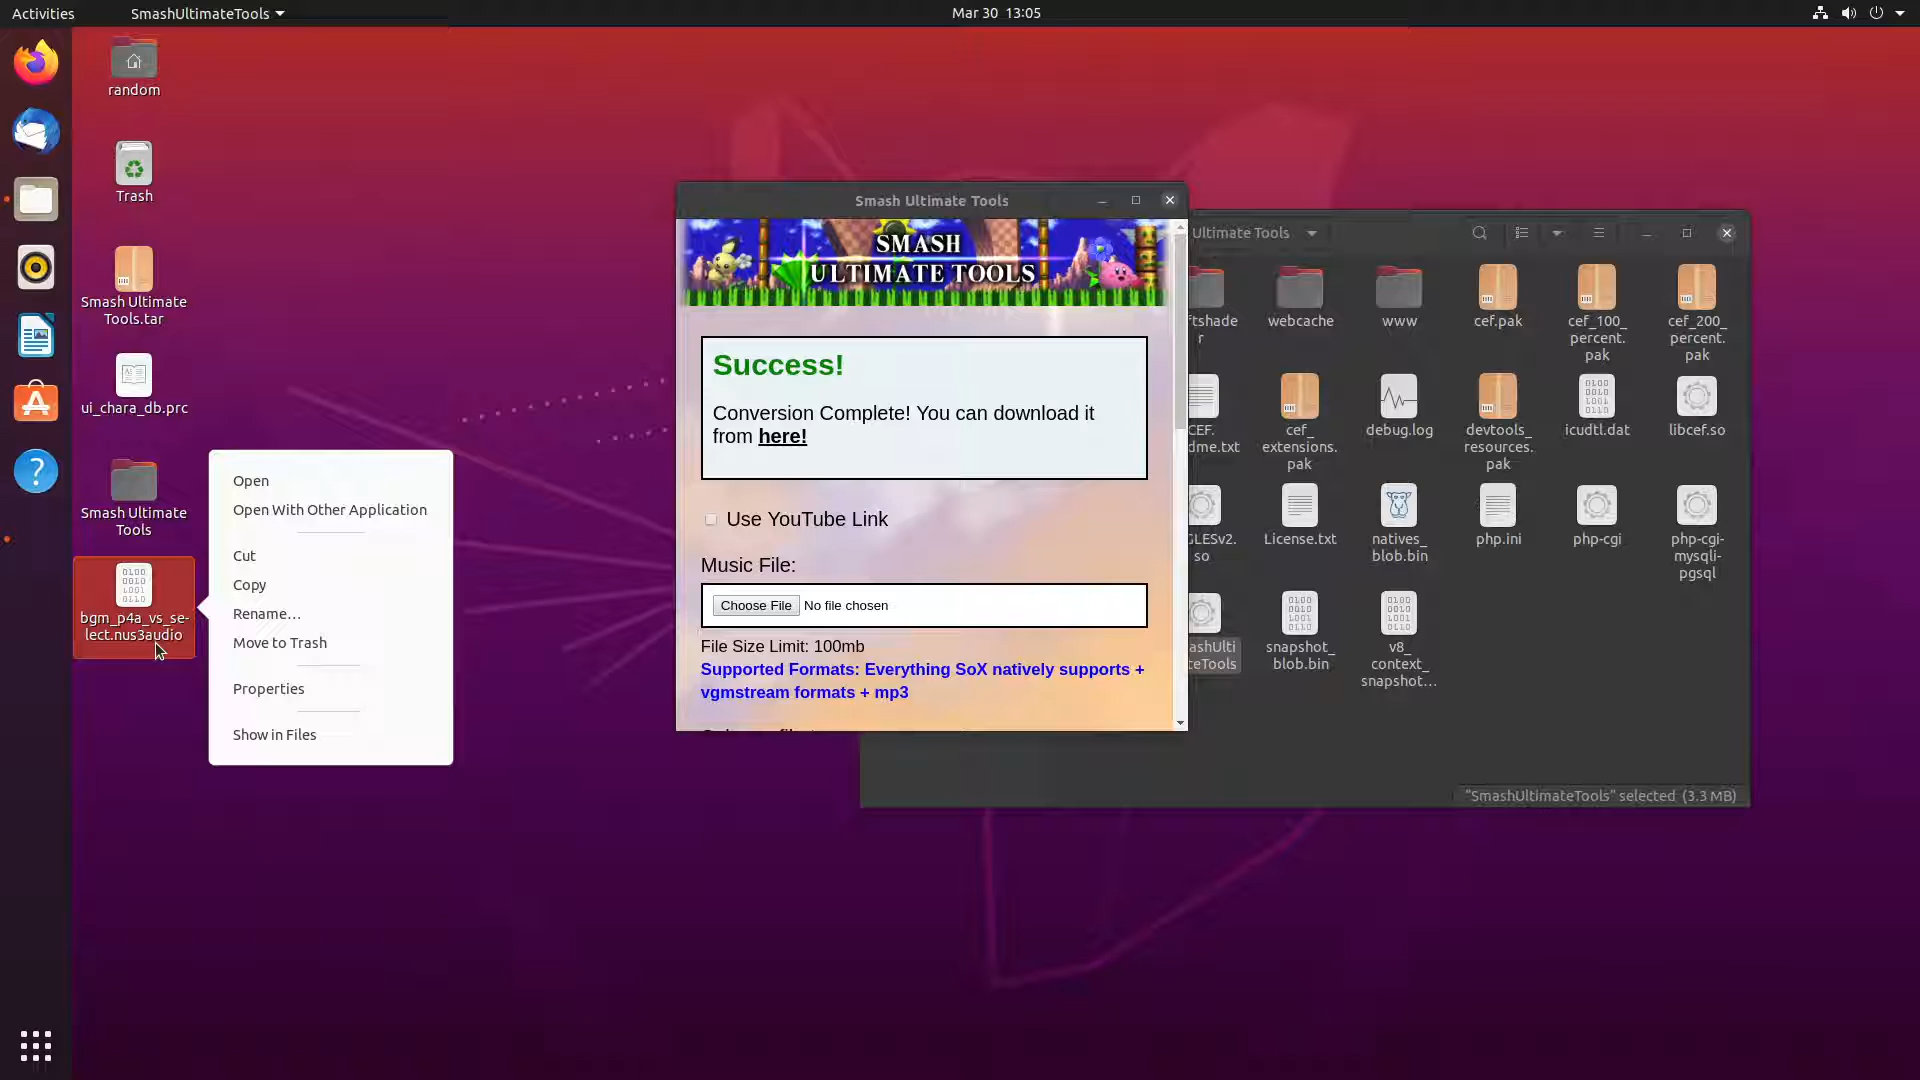 Activities
SmashUltimateTools
Mar 30 13:05
random
Trash
Smash Ultimate
Tools.tar
ui_chara_db.prc
Smash Ultimate
Tools
bgm_p4a_vs_se-
lect.nus3audio
Open
Open With Other Application
Cut
Copy
Rename…
Move to Trash
Properties
Show in Files
Smash Ultimate Tools
SMASH
ULTIMATE TOOLS
Success!
Conversion Complete! You can download it
from here!
Use YouTube Link
Music File:
Choose File No file chosen
File Size Limit: 100mb
Supported Formats: Everything SoX natively supports +
vgmstream formats + mp3
Ultimate Tools
ftshade
r
webcache
www
cef.pak
cef_100_
percent.
pak
cef_200_
percent.
pak
CEF.
dme.txt
cef_
extensions.
pak
debug.log
devtools_
resources.
pak
icudtl.dat
libcef.so
GLESv2.
so
License.txt
natives_
blob.bin
php.ini
php-cgi
php-cgi-
mysqli-
pgsql
ashUlti
teTools
snapshot_
blob.bin
v8_
context_
snapshot…
"SmashUltimateTools" selected (3.3 MB)